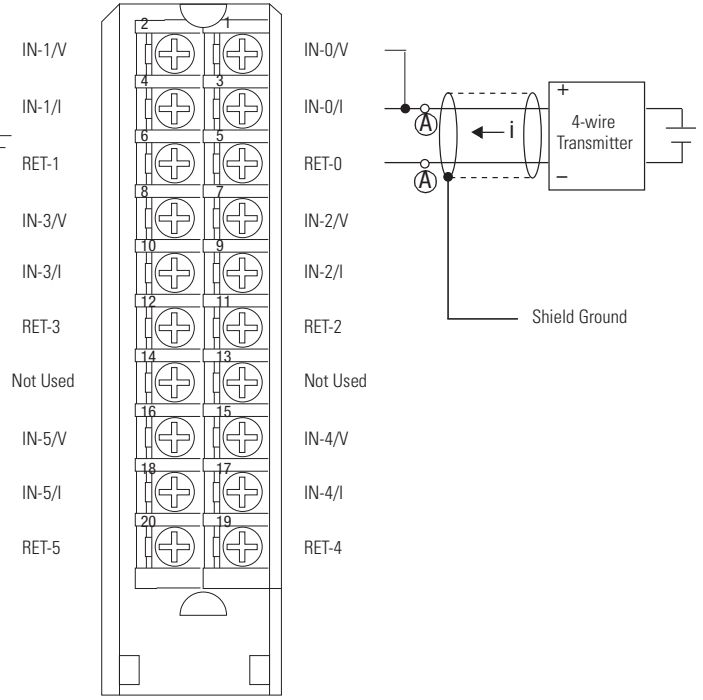 2 1
IN-1/V IN-0/V
4 3
IN-1/I IN-0/I
6 5
RET-1 RET-0
8 7
IN-3/V IN-2/V
10 9
IN-3/I IN-2/I
12 11
RET-3 RET-2
14 13
Not Used Not Used
16 15
IN-5/V IN-4/V
18 17
IN-5/I IN-4/I
20 19
RET-5 RET-4
A
A
i
+
4-wire
Transmitter
–
Shield Ground